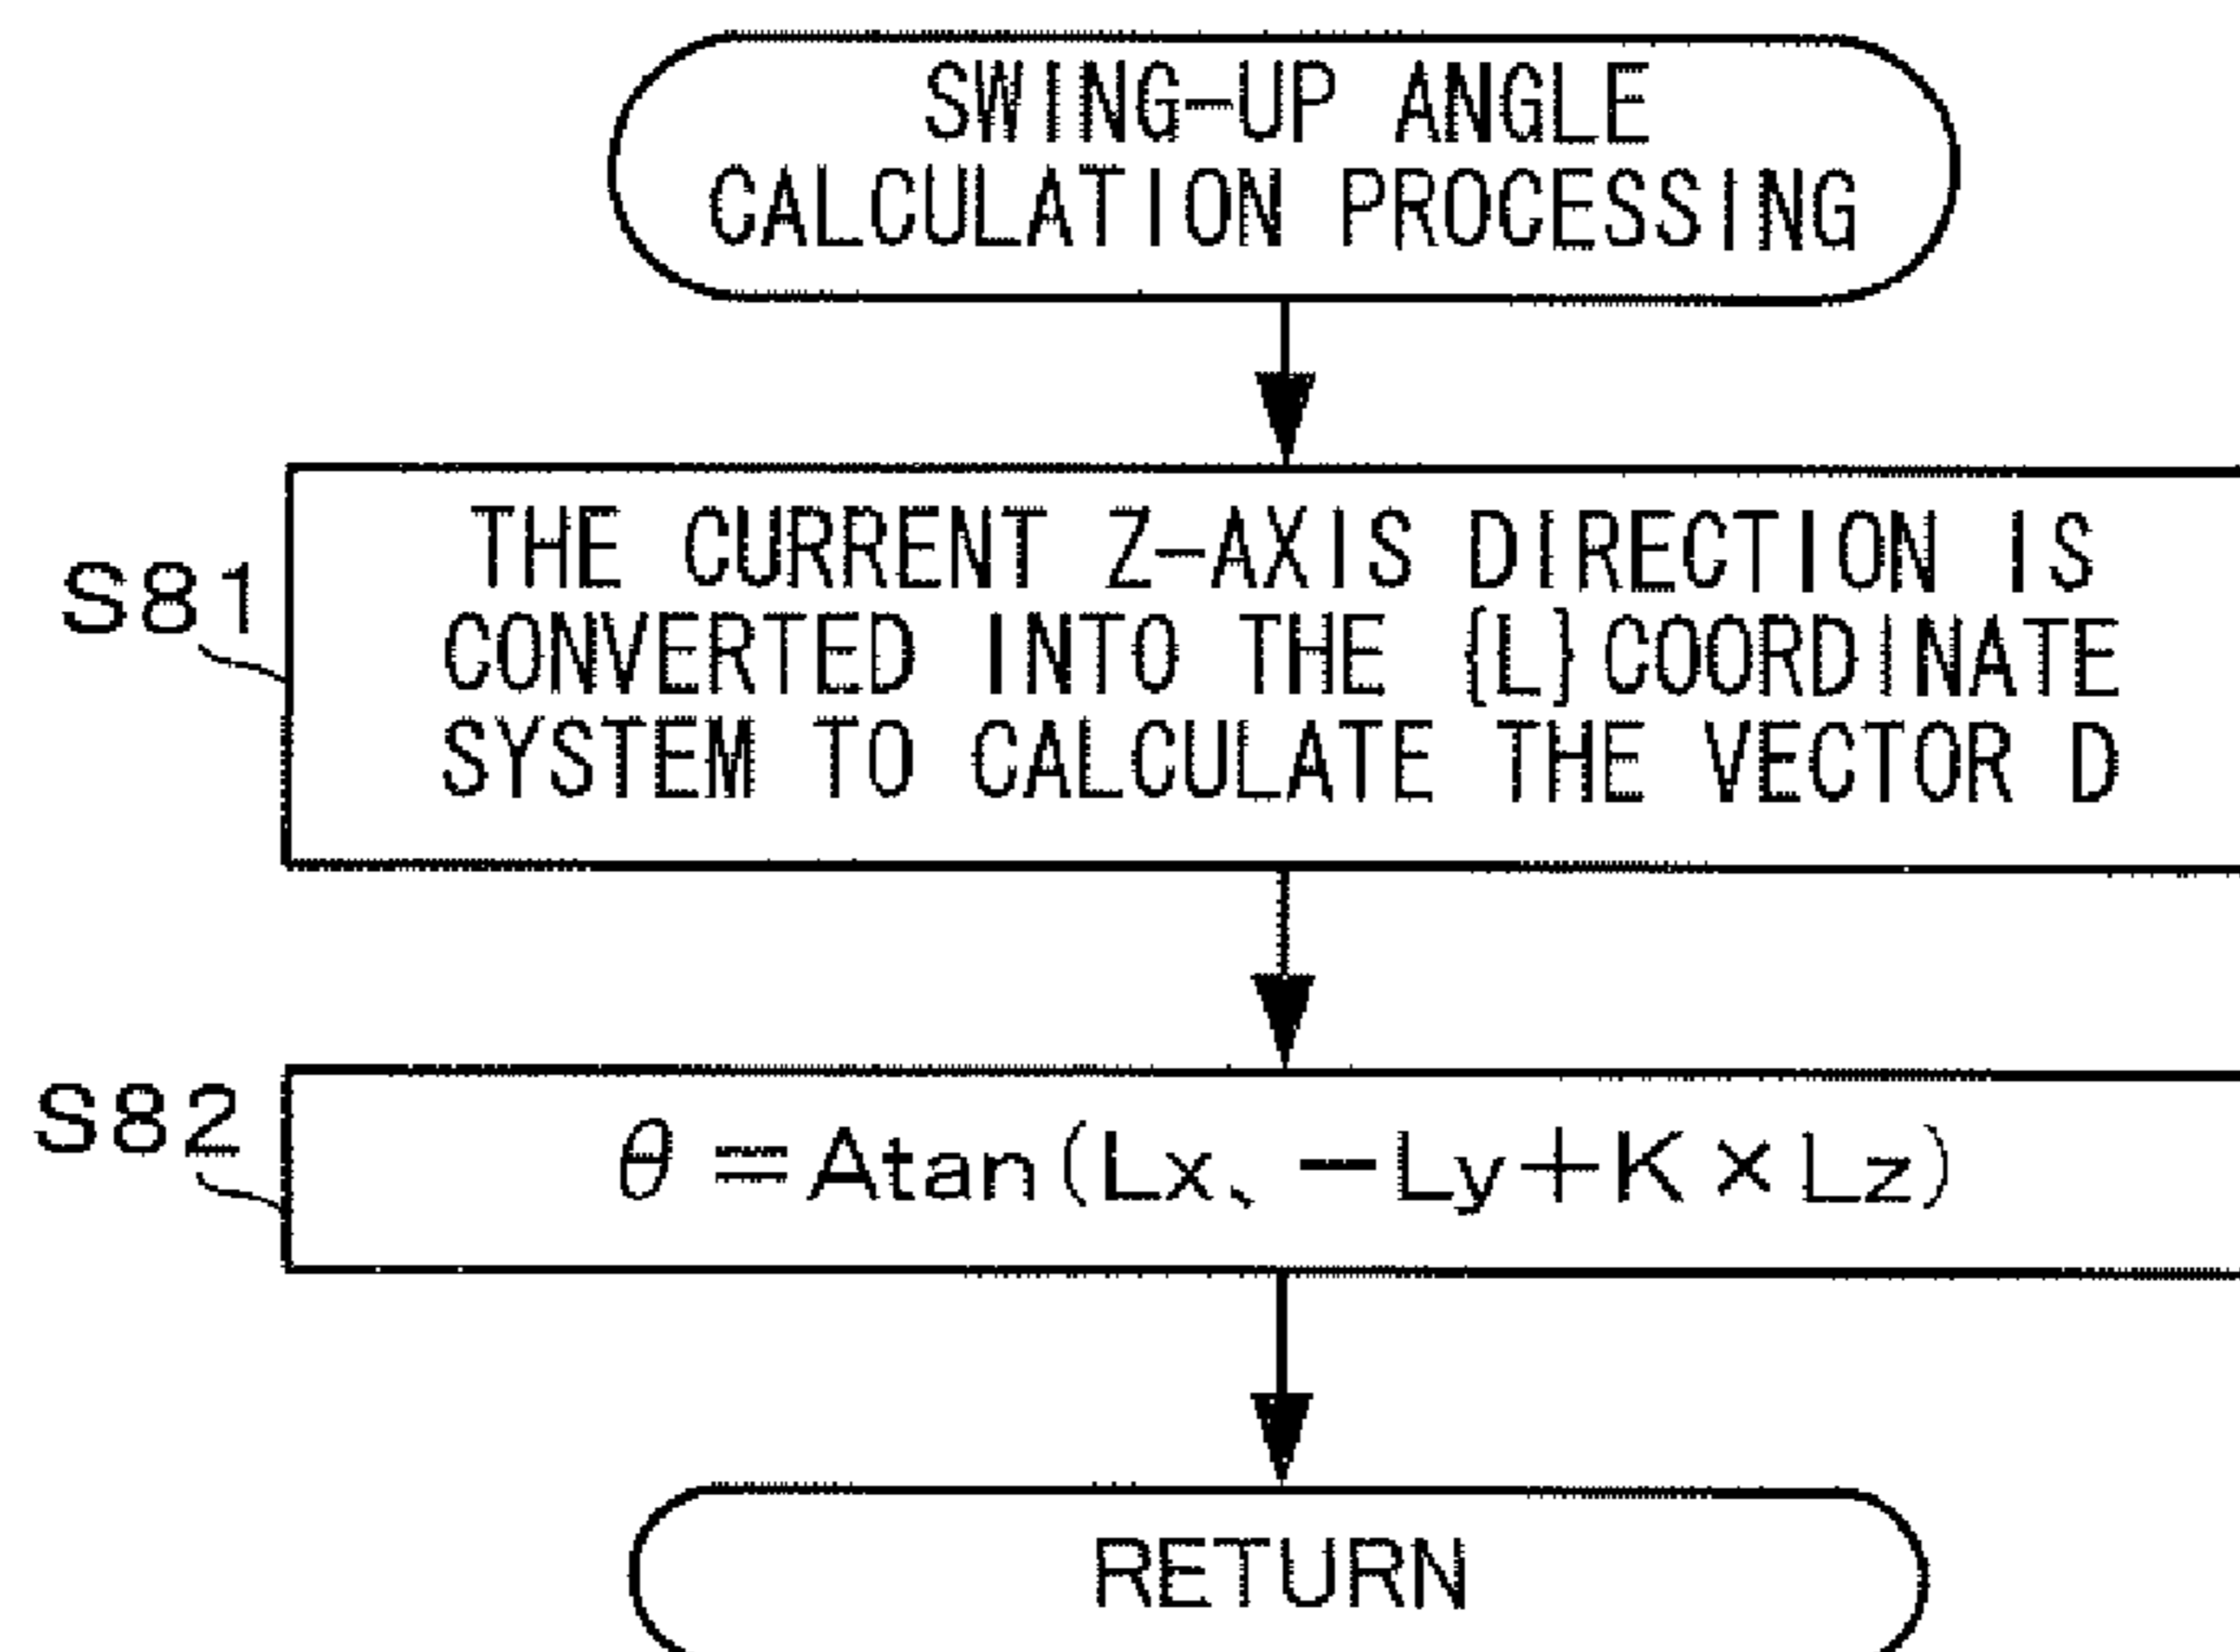 SWING-UP ANGLE
CALCULATION PROCESSING
S81
THE CURRENT Z-AXIS DIRECTION IS
CONVERTED INTO THE {L}COORDINATE
SYSTEM TO CALCULATE THE VECTOR D
S82
θ=Atan(Lx、-Ly+K×Lz)
RETURN